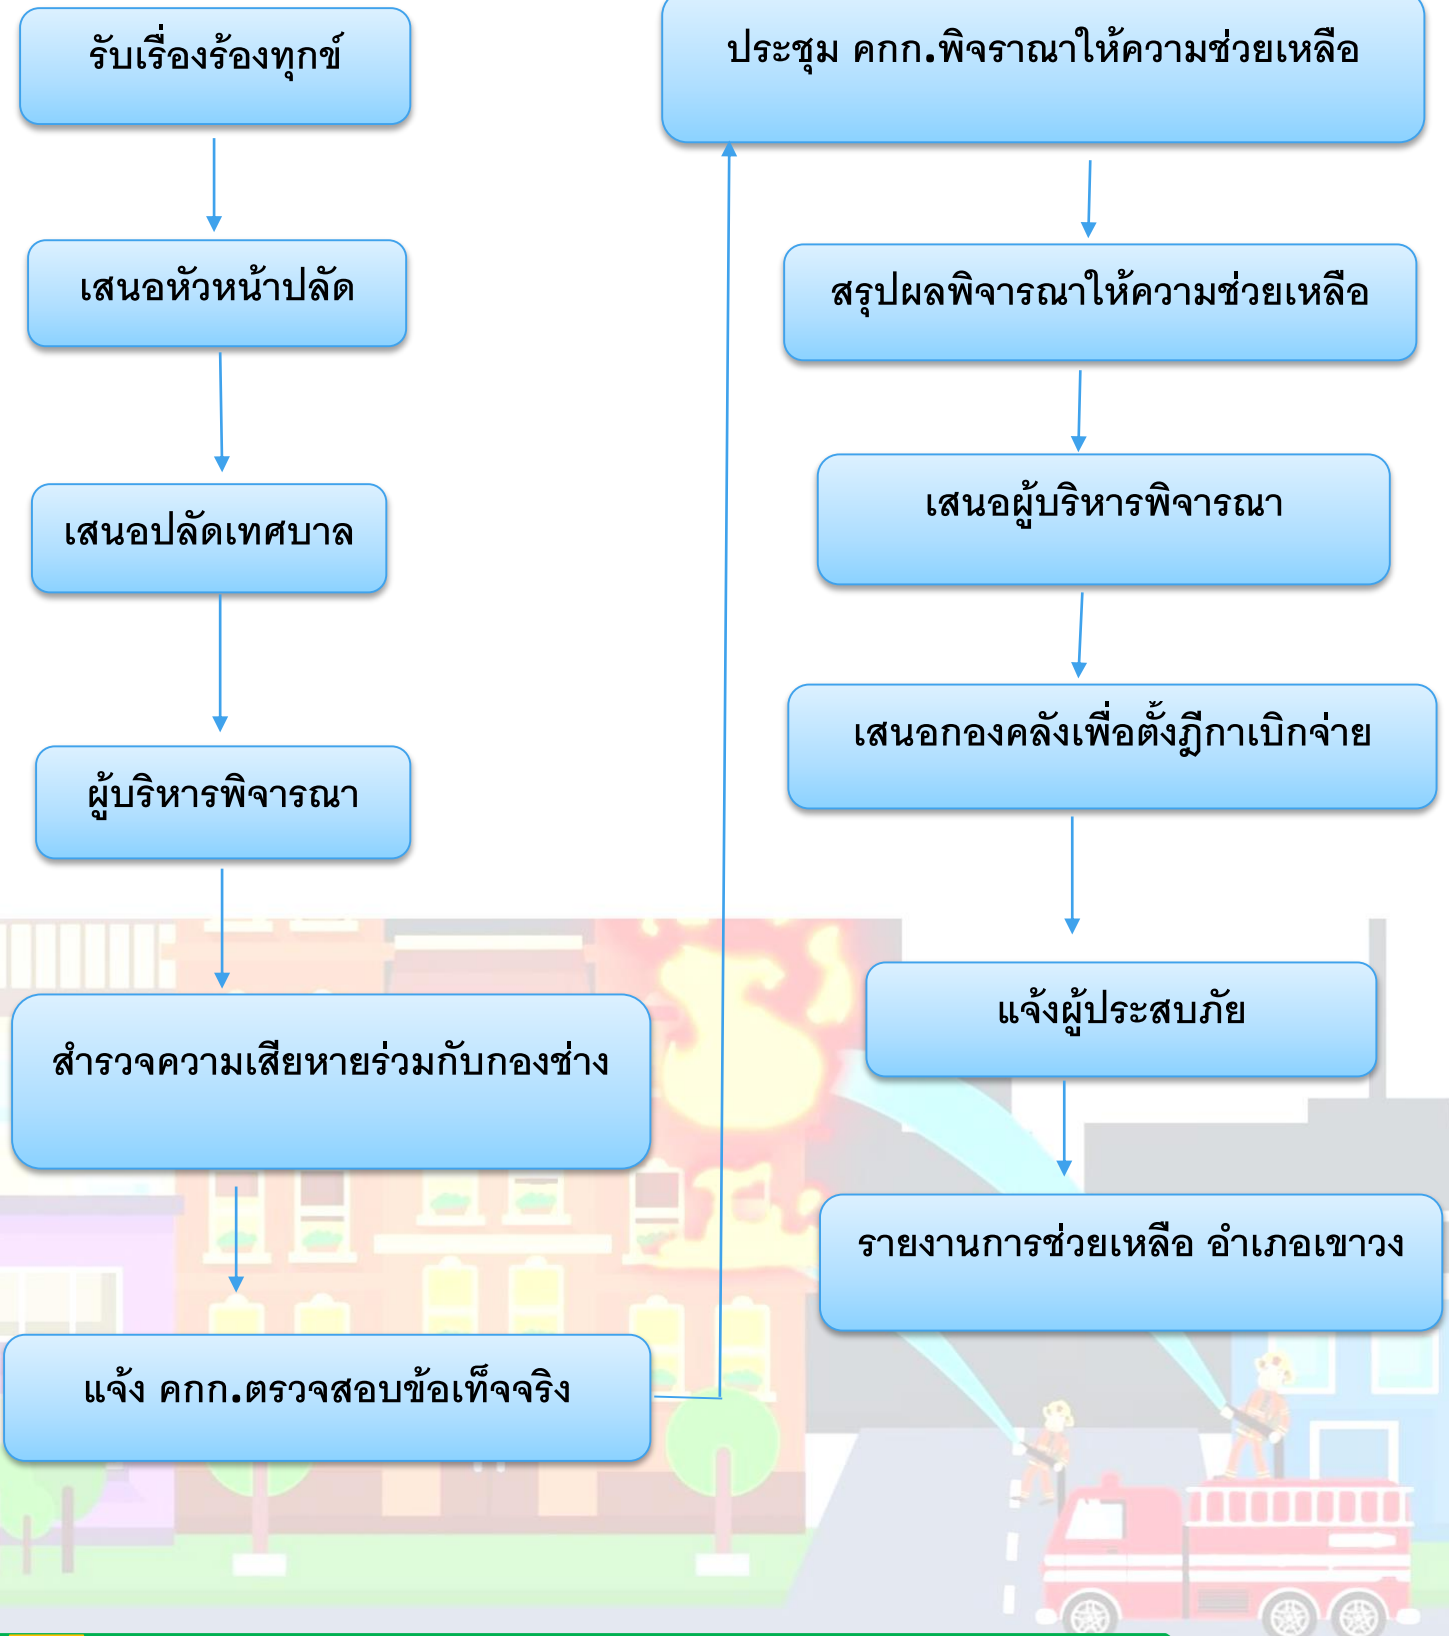 รับเรื่องร้องทุกข์
เสนอหัวหน้าปลัด
เสนอปลัดเทศบาล
ผู้บริหารพิจารณา
สำรวจความเสียหายร่วมกับกองช่าง
แจ้ง คกก.ตรวจสอบข้อเท็จจริง
ประชุม คกก.พิจราณาให้ความช่วยเหลือ
สรุปผลพิจารณาให้ความช่วยเหลือ
เสนอผู้บริหารพิจารณา
เสนอกองคลังเพื่อตั้งฎีกาเบิกจ่าย
แจ้งผู้ประสบภัย
รายงานการช่วยเหลือ อำเภอเขาวง